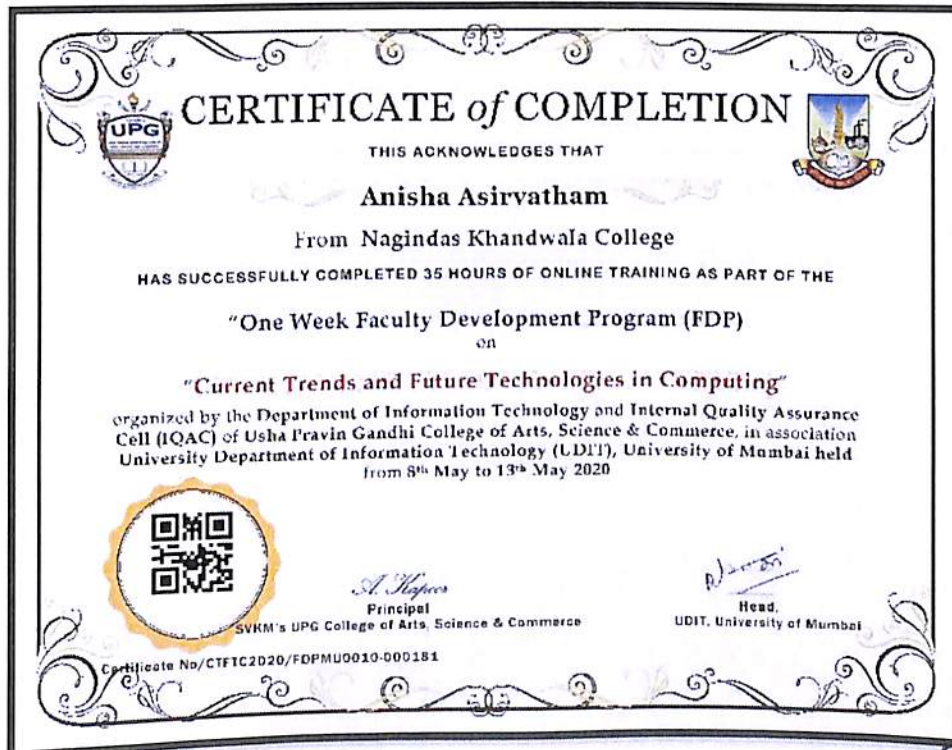 CERTIFICATE of COMPLETION
UPG
THIS ACKNOWLEDGES THAT
Anisha Asirvatham
From Nagindas Khandwala College
HAS SUCCESSFULLY COMPLETED 35 HOURS OF ONLINE TRAINING AS PART OF THE
"One Week Faculty Development Program (FDP)
on
"Current Trends and Future Technologies in Computing"
organized by the Department of Information Technology and Internal Quality Assurance
Cell (IQAC) of Usha Pravin Gandhi College of Arts, Science & Commerce, in association
University Department of Information Technology (UDIT), University of Mumbai held
from 8th May to 13th May 2020
A. Kapoor
Principal
SVKM's UPG College of Arts, Science & Commerce
Head,
UDIT, University of Mumbai
Certificate No/CTFTC2020/FDPMU0010-000181